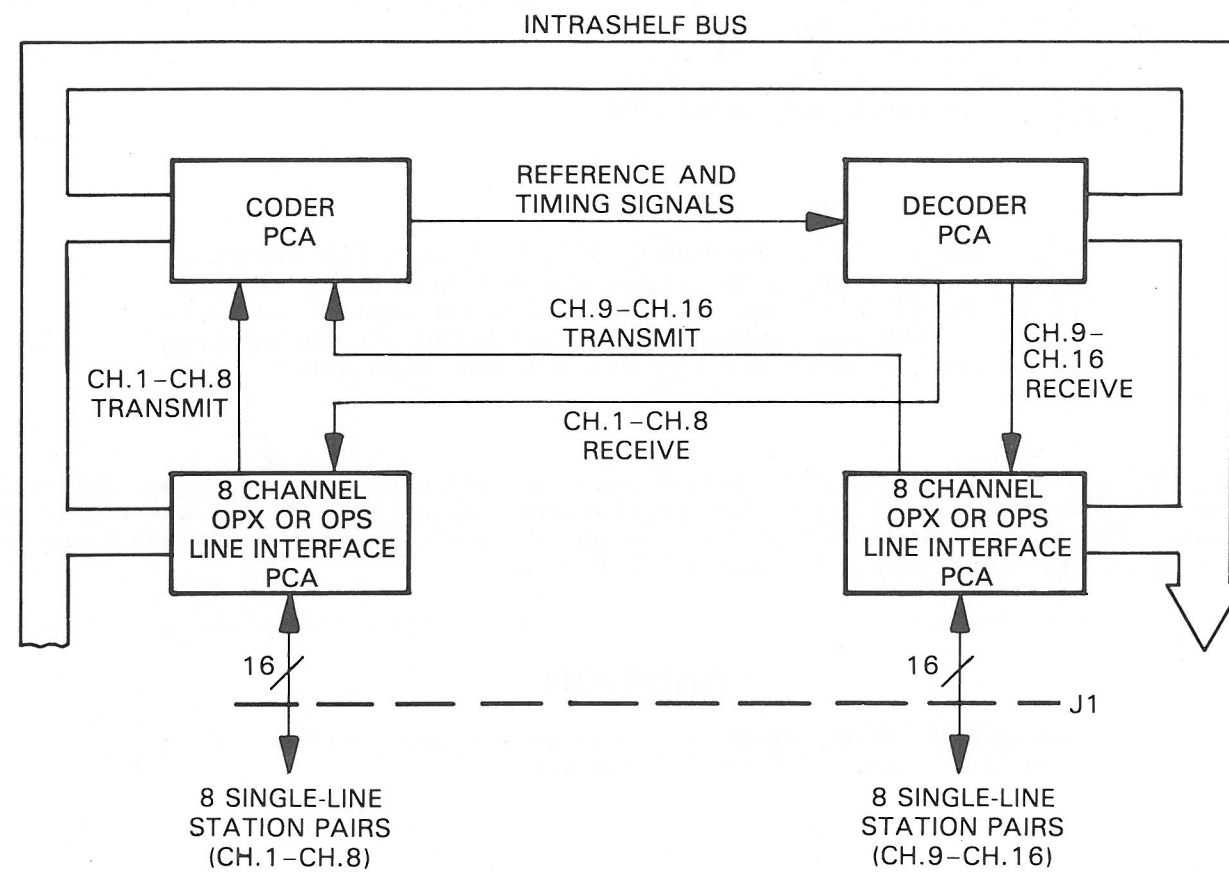 INTRASHELF BUS
CODER
PCA
REFERENCE AND
TIMING SIGNALS
DECODER
PCA
CH.9–CH.16
TRANSMIT
CH.9–
CH.16
RECEIVE
CH.1–CH.8
TRANSMIT
CH.1–CH.8
RECEIVE
8 CHANNEL
OPX OR OPS
LINE INTERFACE
PCA
8 CHANNEL
OPX OR OPS
LINE INTERFACE
PCA
16
16
J1
8 SINGLE-LINE
STATION PAIRS
(CH.1–CH.8)
8 SINGLE-LINE
STATION PAIRS
(CH.9–CH.16)